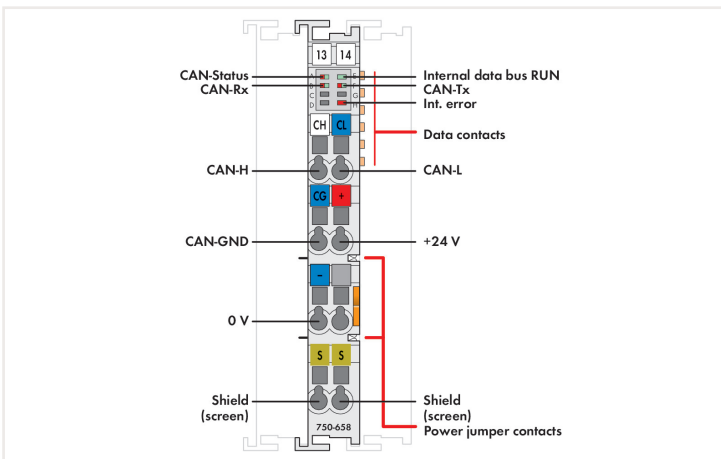 13 14
CAN-Status
A
E
Internal data bus RUN
CAN-Rx
B
F
CAN-Tx
C
G
D
H
Int. error
CH CL
Data contacts
CAN-H
CAN-L
CG +
CAN-GND
+24 V
–
0 V
S S
Shield
(screen)
Shield
(screen)
750-658
Power jumper contacts